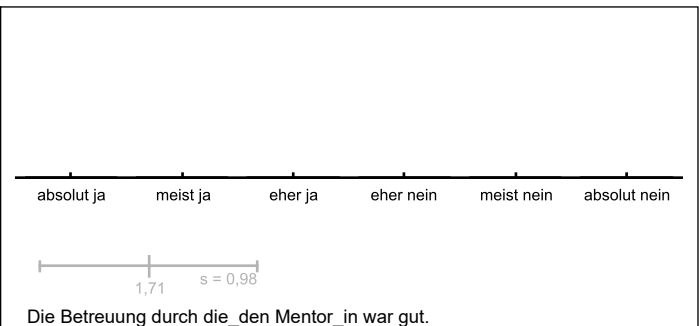 absolut ja meist ja eher ja eher nein meist nein absolut nein
1,71 s = 0,98
Die Betreuung durch die_den Mentor_in war gut.